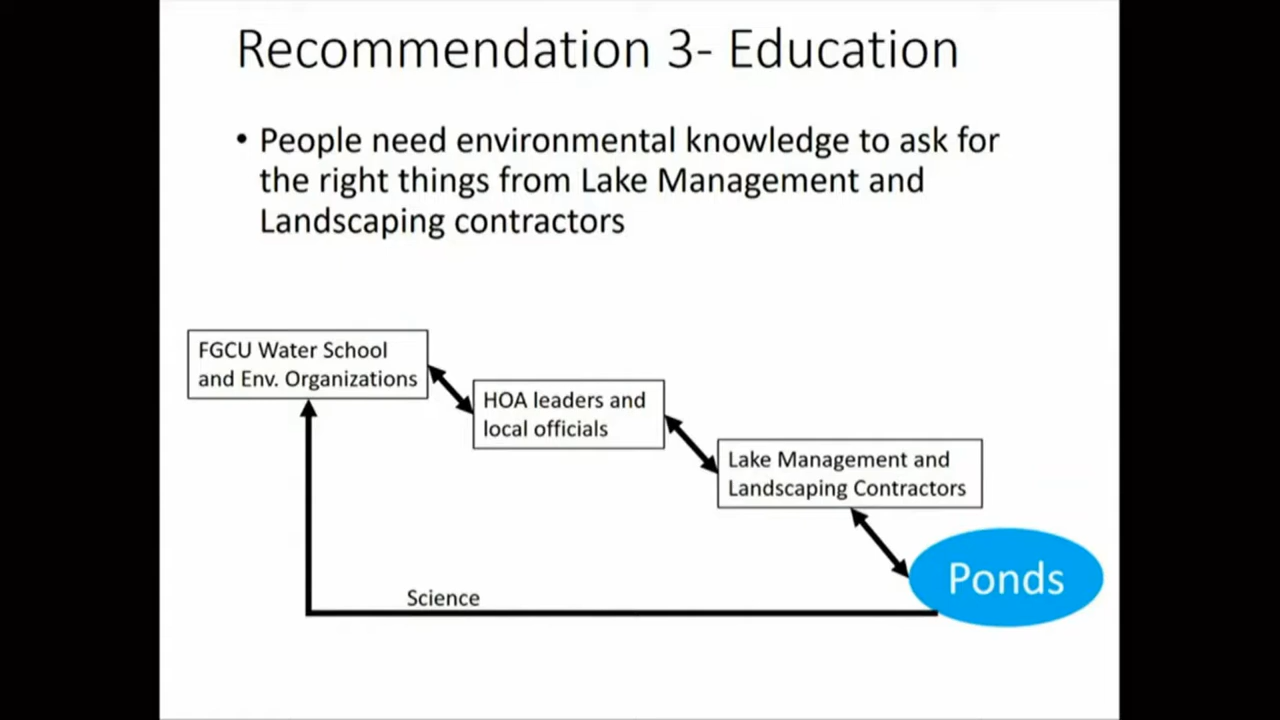 Recommendation 3- Education
• People need environmental knowledge to ask for
the right things from Lake Management and
Landscaping contractors
FGCU Water School
and Env. Organizations
HOA leaders and
local officials
Lake Management and
Landscaping Contractors
Ponds
Science